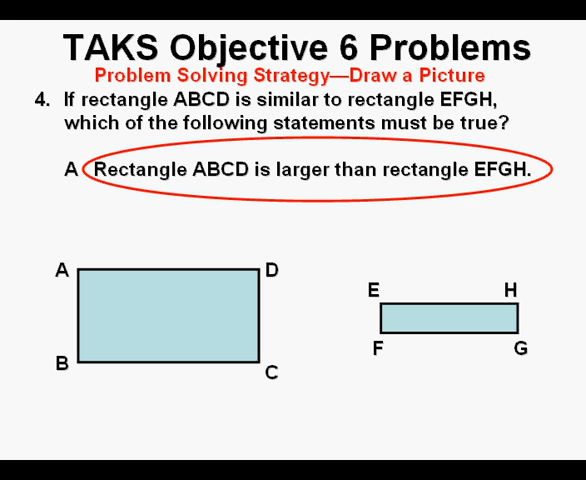 TAKS Objective 6 Problems
Problem Solving Strategy—Draw a Picture
4. If rectangle ABCD is similar to rectangle EFGH,
which of the following statements must be true?
A Rectangle ABCD is larger than rectangle EFGH.
A D
E H
B C
F G